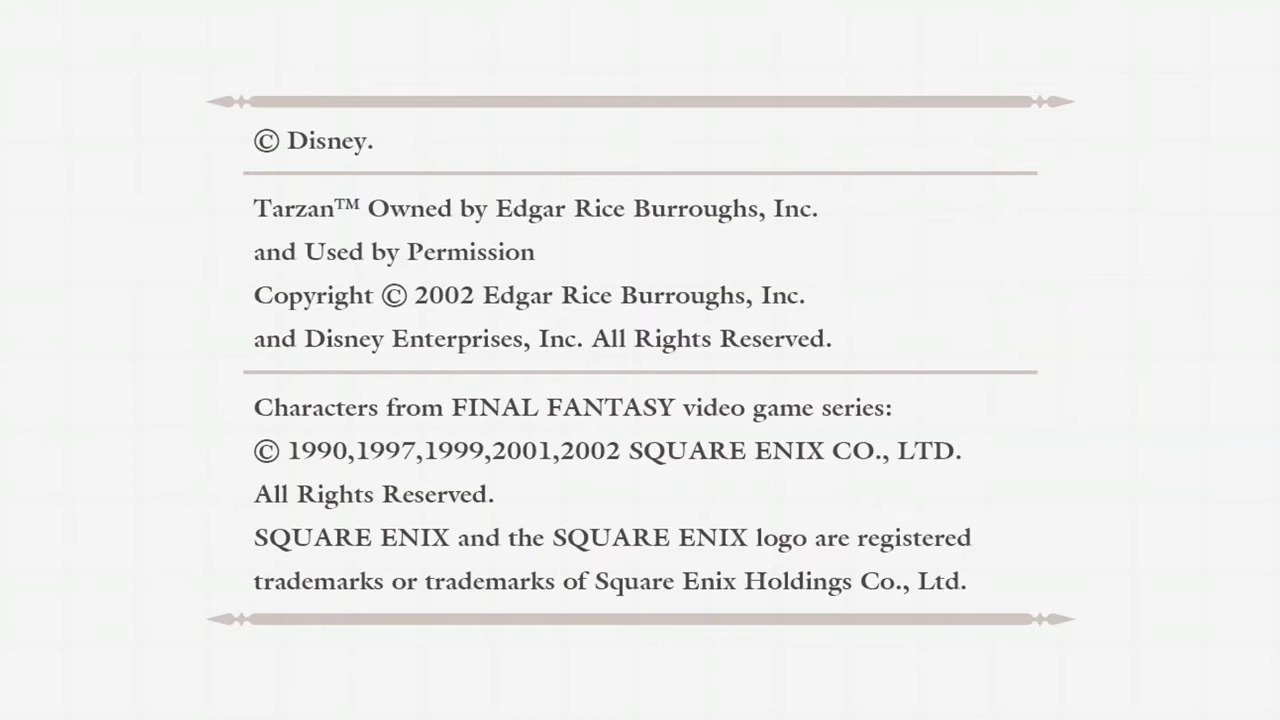 © Disney.
Tarzan™ Owned by Edgar Rice Burroughs, Inc.
and Used by Permission
Copyright © 2002 Edgar Rice Burroughs, Inc.
and Disney Enterprises, Inc. All Rights Reserved.
Characters from FINAL FANTASY video game series:
© 1990,1997,1999,2001,2002 SQUARE ENIX CO., LTD.
All Rights Reserved.
SQUARE ENIX and the SQUARE ENIX logo are registered
trademarks or trademarks of Square Enix Holdings Co., Ltd.